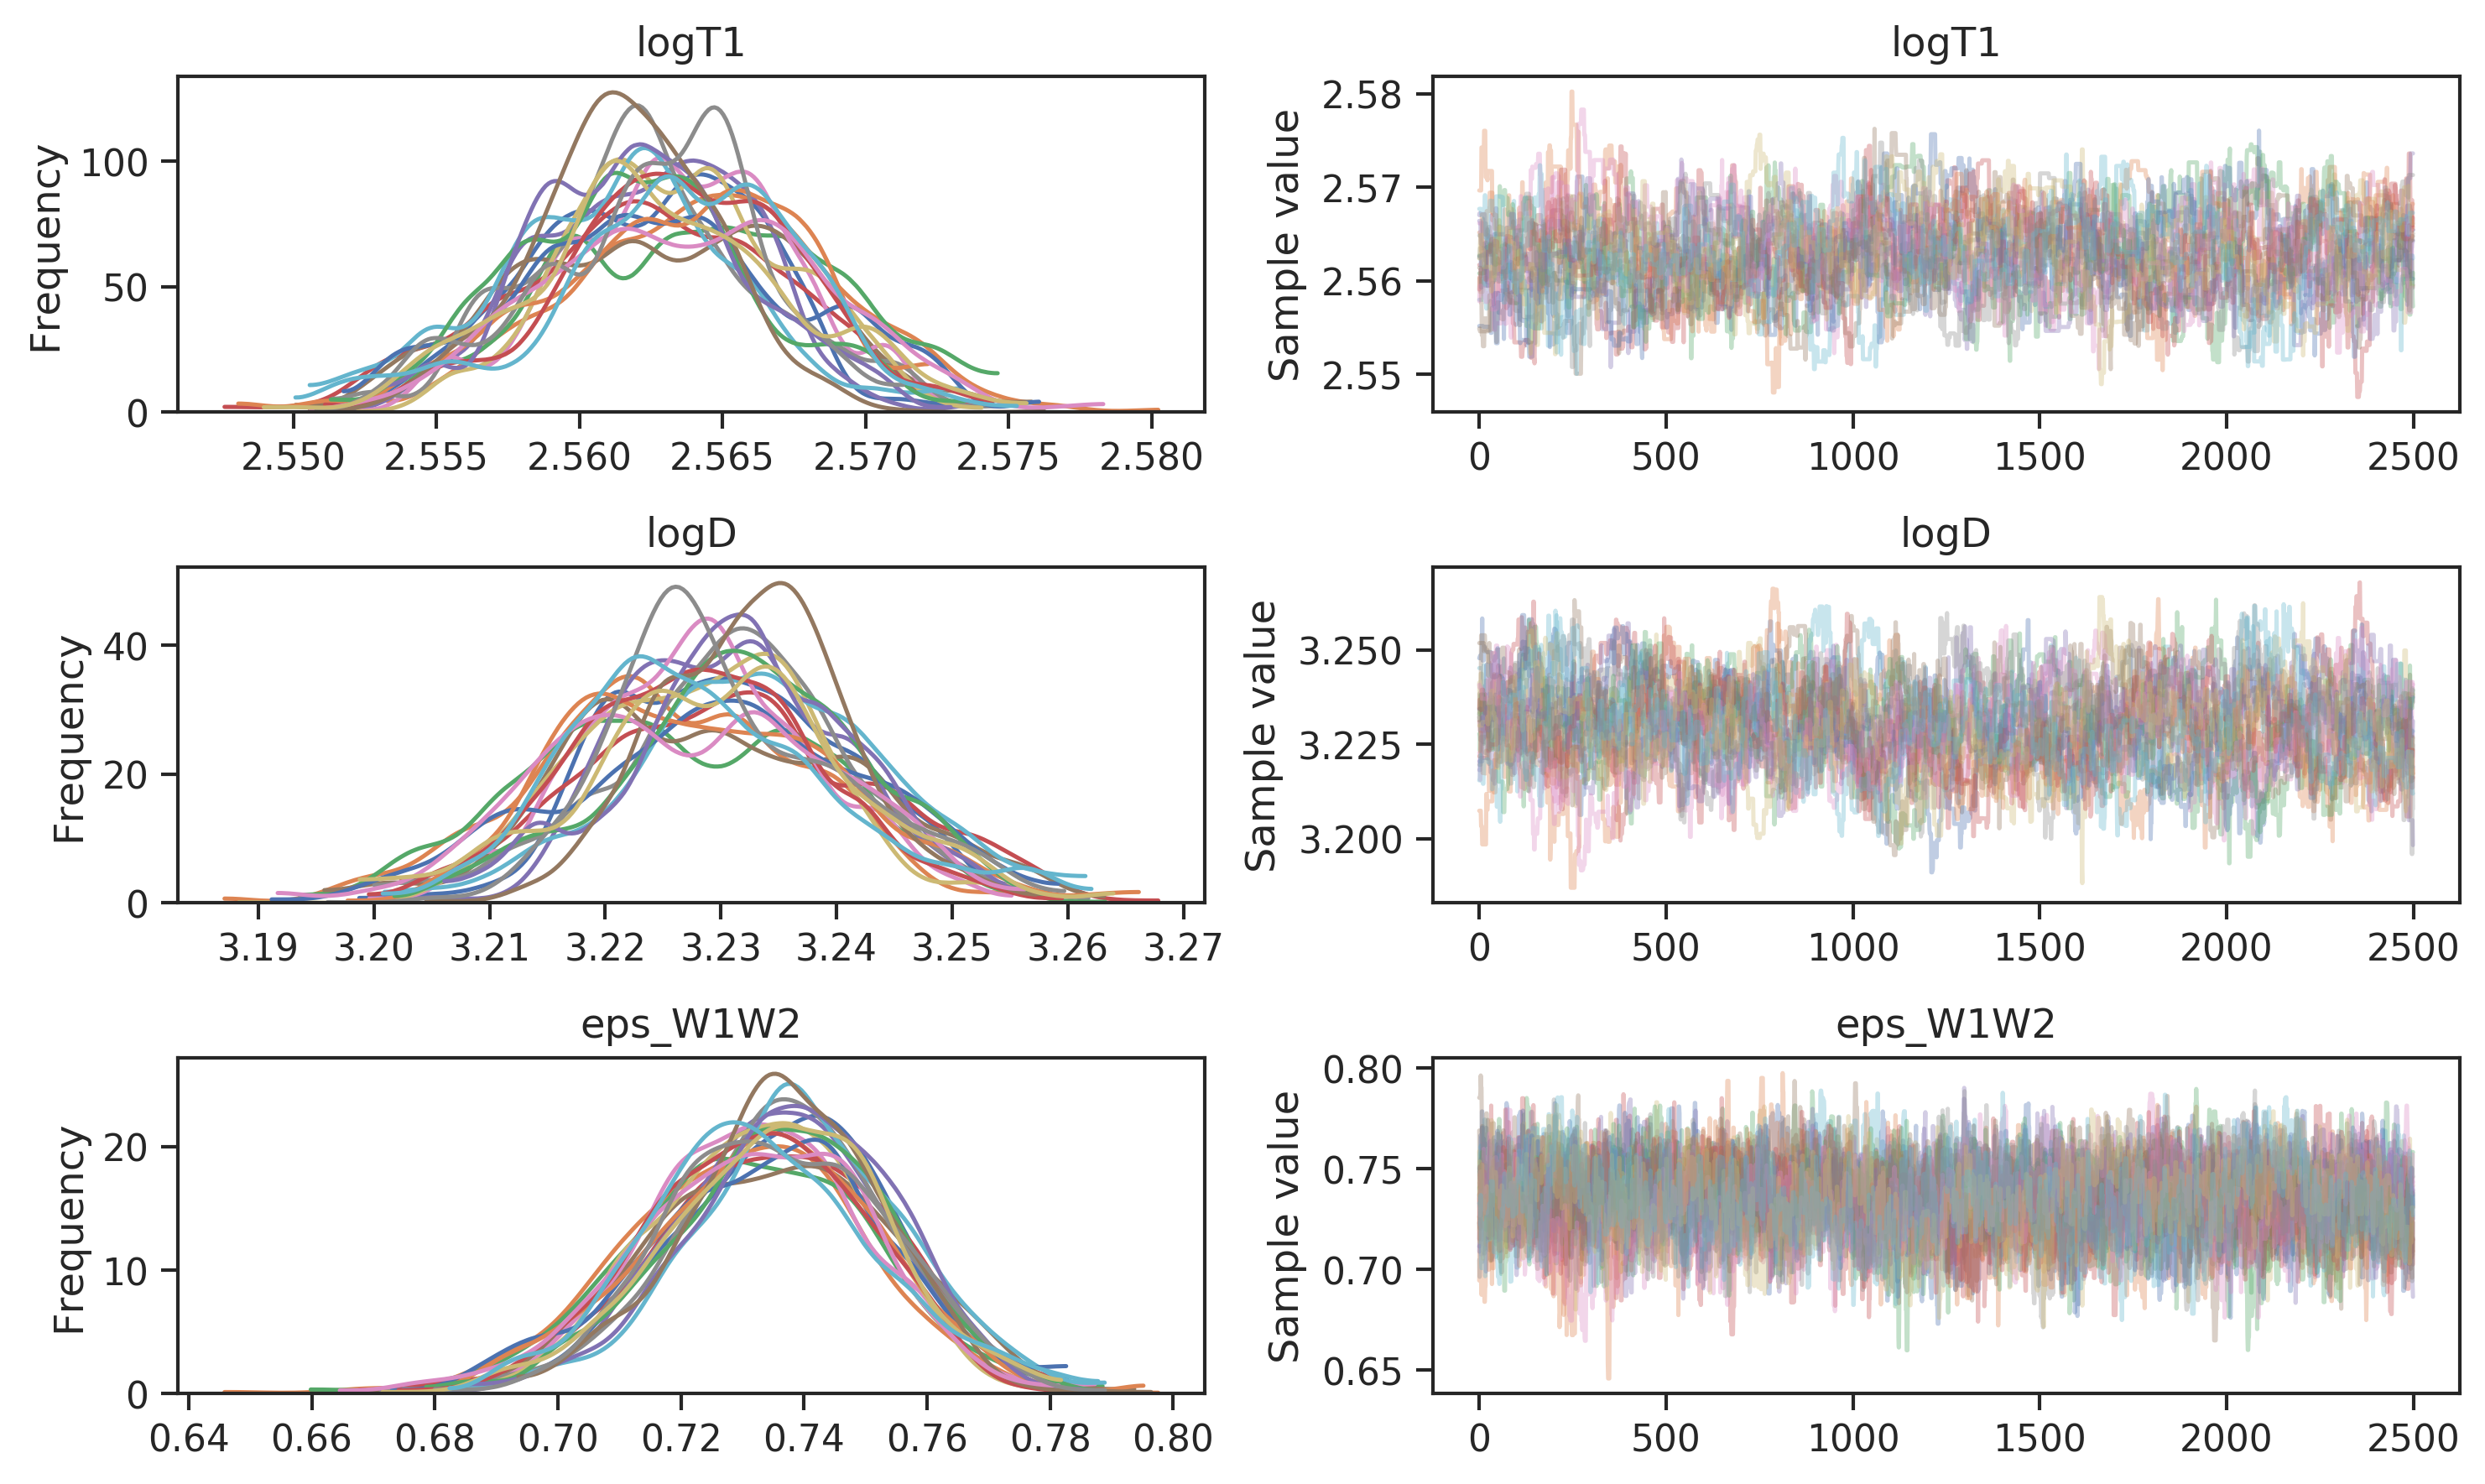 logT1
logT1
Frequency
100
50
0
2.550 2.555 2.560 2.565 2.570 2.575 2.580
Sample value
2.58
2.57
2.56
2.55
0 500 1000 1500 2000 2500
logD
logD
Frequency
40
20
0
3.19 3.20 3.21 3.22 3.23 3.24 3.25 3.26 3.27
Sample value
3.250
3.225
3.200
0 500 1000 1500 2000 2500
eps_W1W2
eps_W1W2
Frequency
20
10
0
0.64 0.66 0.68 0.70 0.72 0.74 0.76 0.78 0.80
Sample value
0.80
0.75
0.70
0.65
0 500 1000 1500 2000 2500